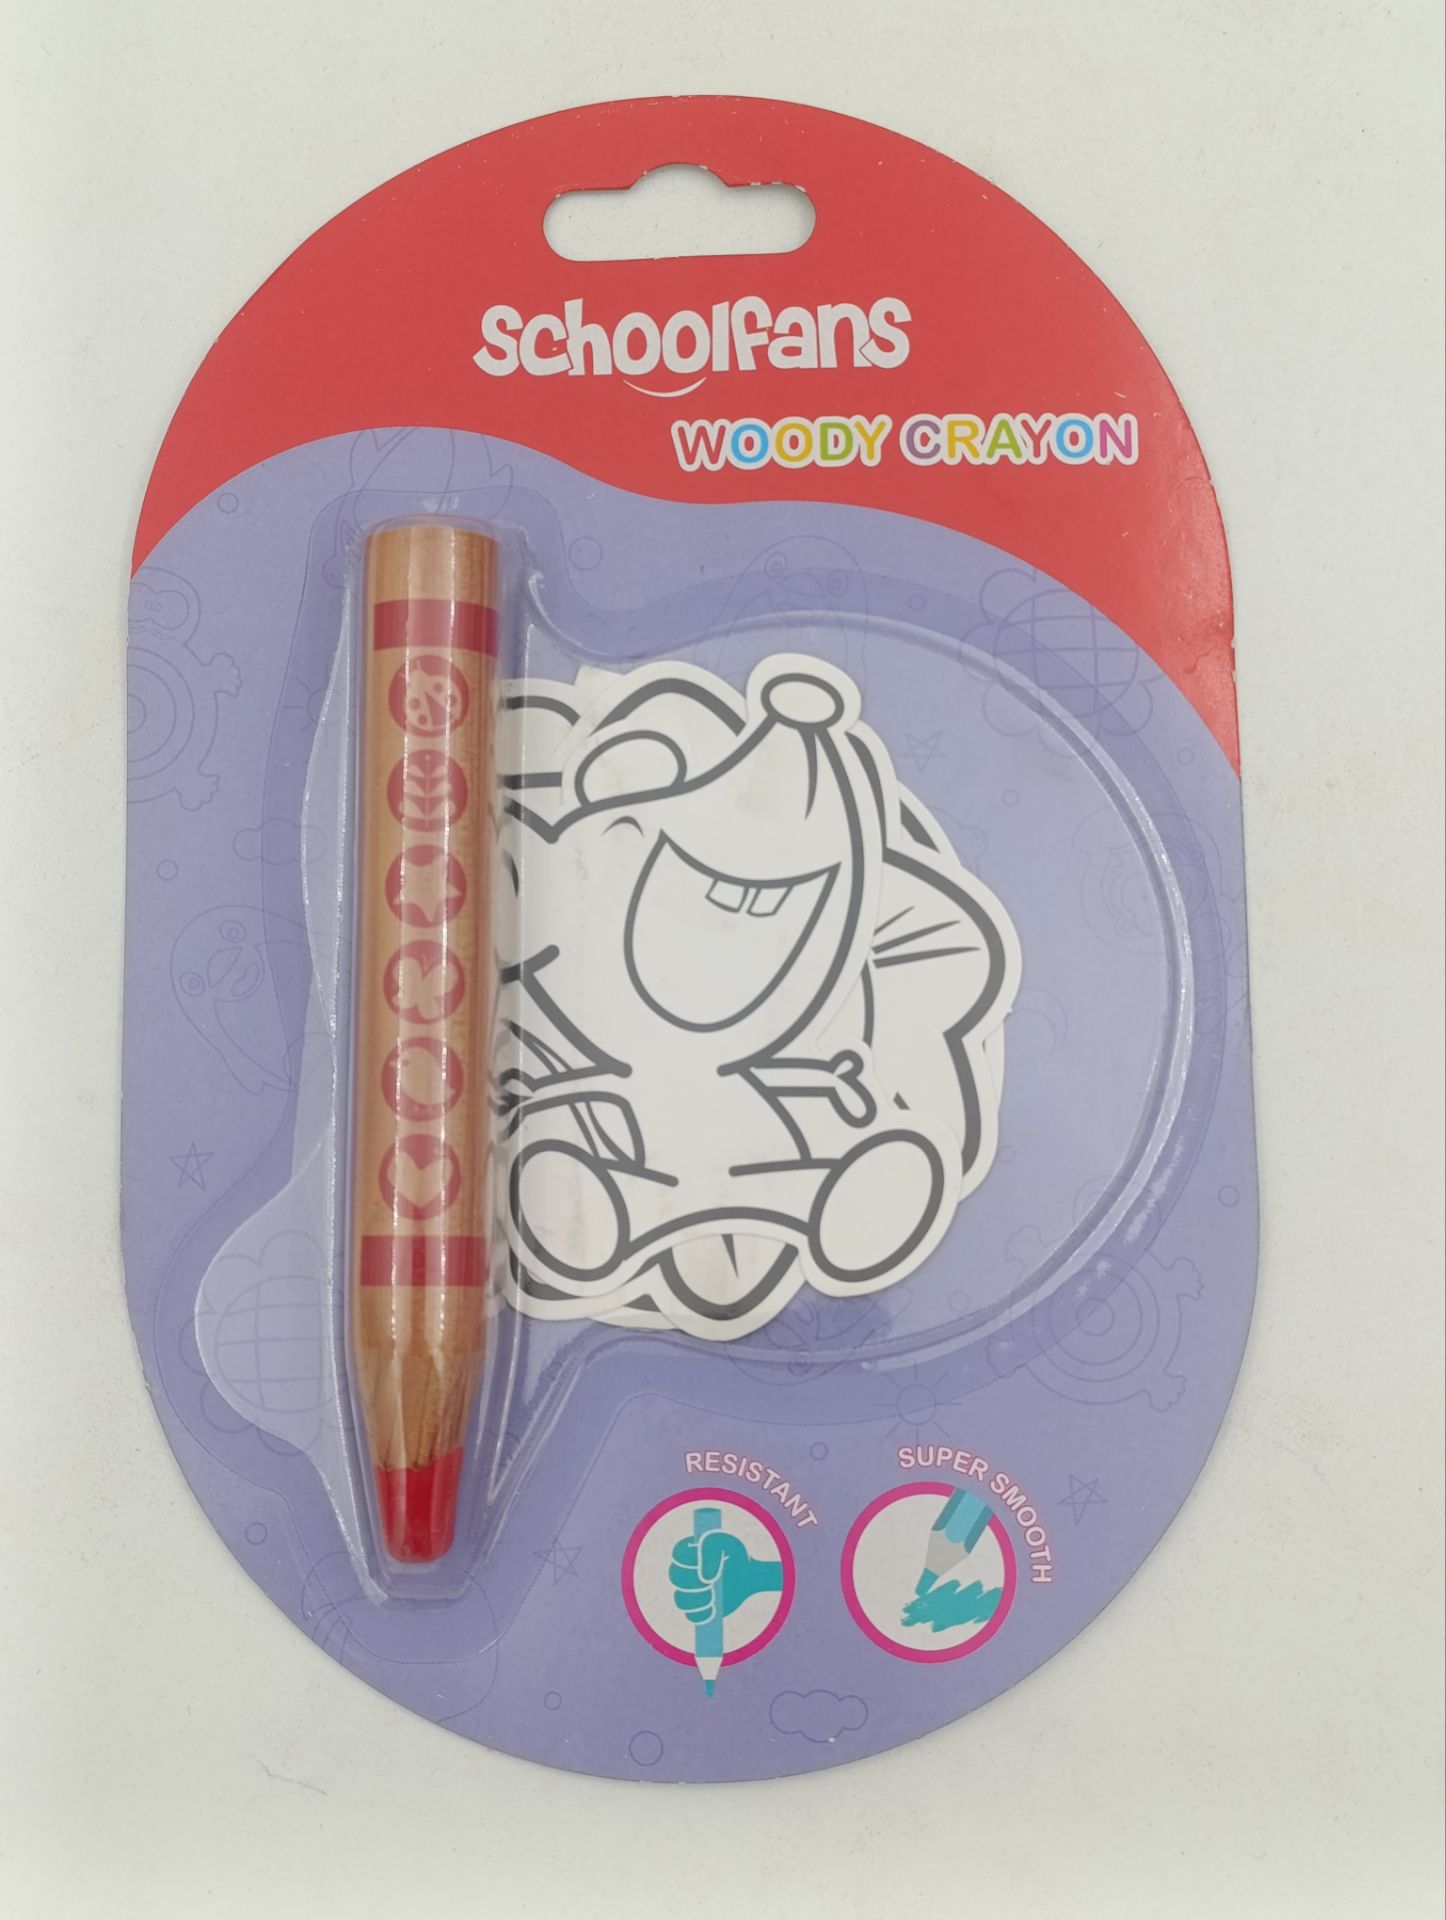 Schoolfans
WOODY CRAYON
RESISTANT
SUPER SMOOTH